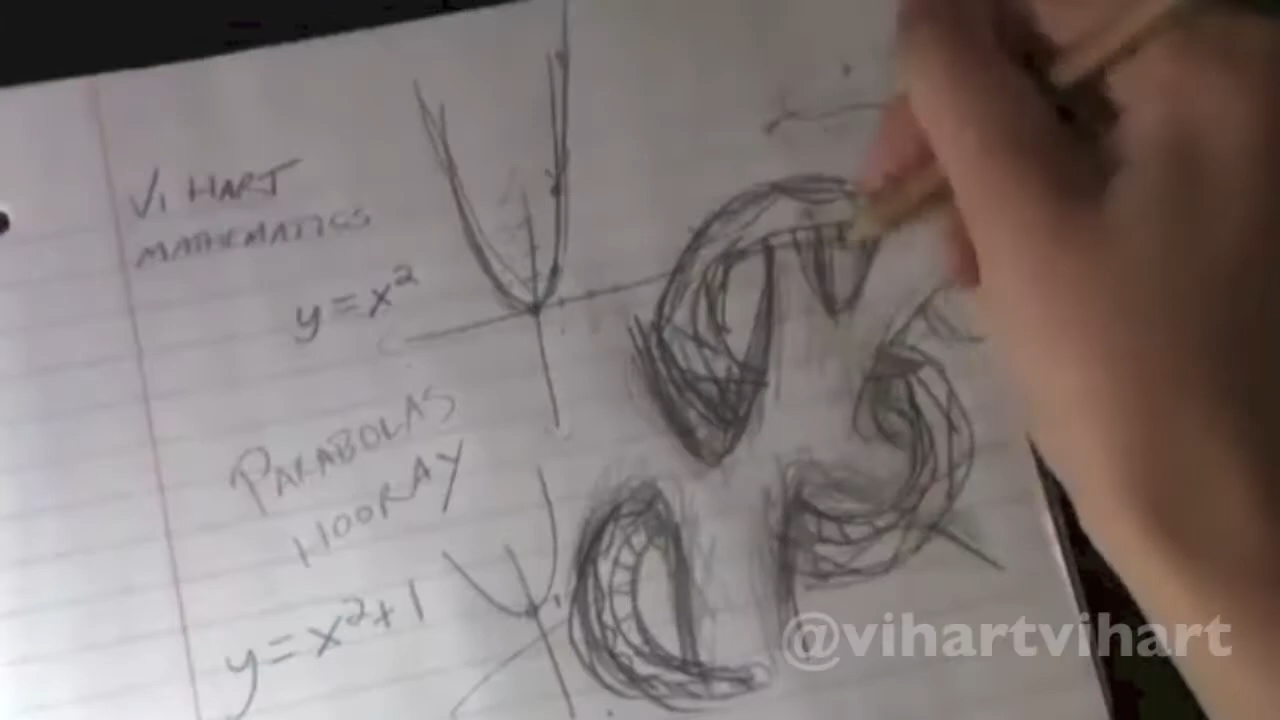 VI HART
MATHEMATICS
y=x²
PARABOLAS
HOORAY
y=x²+1
@vihartvihart